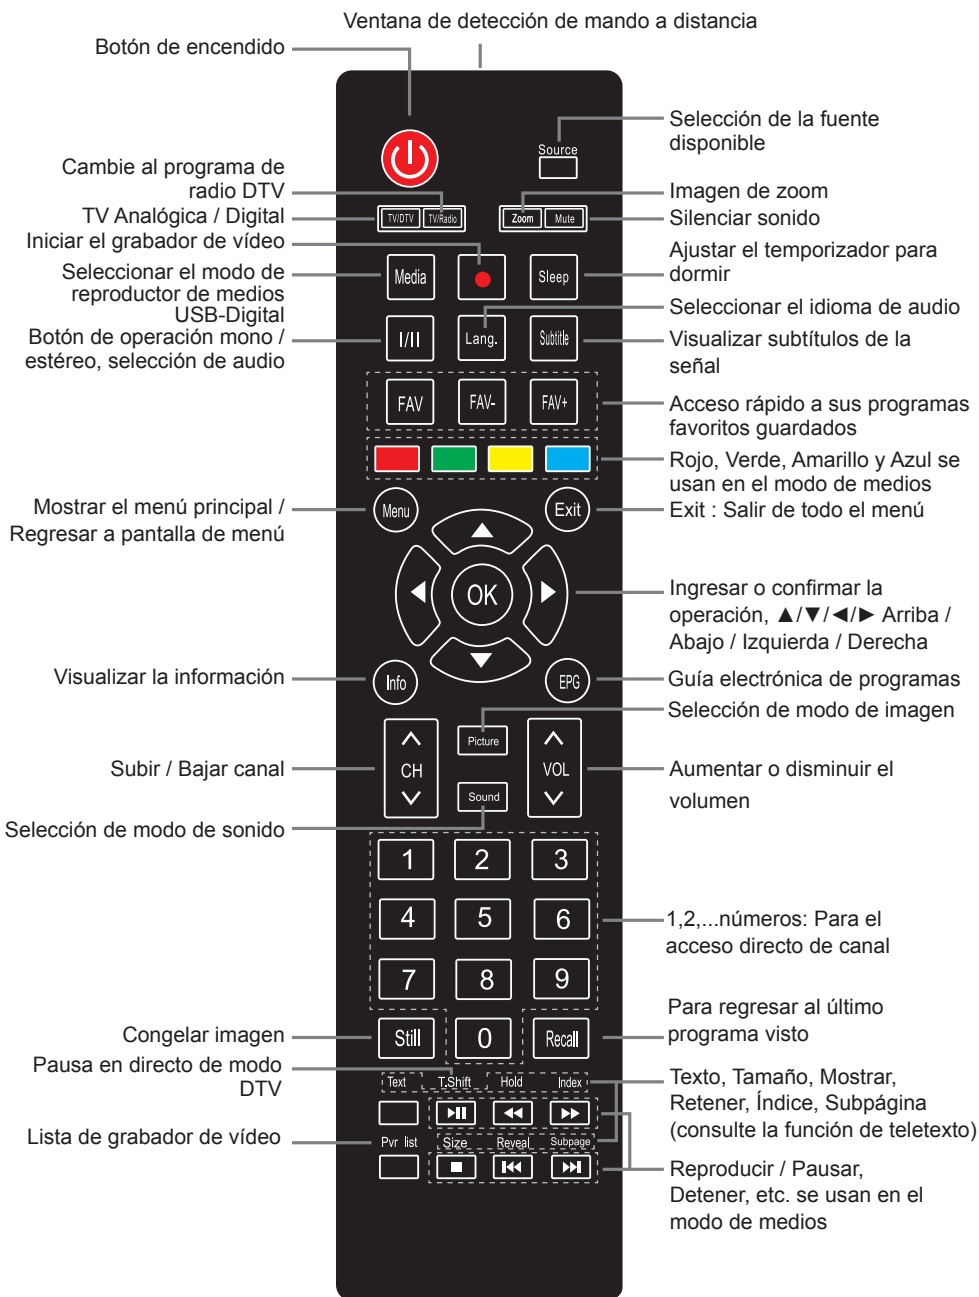 Ventana de detección de mando a distancia
Botón de encendido
Selección de la fuente
disponible
Source
Cambie al programa de
radio DTV
Imagen de zoom
TV Analógica / Digital
TV/DTV TV/Radio
Zoom Mute
Silenciar sonido
Iniciar el grabador de vídeo
Ajustar el temporizador para
dormir
Seleccionar el modo de
reproductor de medios
USB-Digital
Media
Sleep
Seleccionar el idioma de audio
Botón de operación mono /
estéreo, selección de audio
I/II
Lang.
Subtitle
Visualizar subtítulos de la
señal
FAV
FAV-
FAV+
Acceso rápido a sus programas
favoritos guardados
Rojo, Verde, Amarillo y Azul se
usan en el modo de medios
Mostrar el menú principal /
Regresar a pantalla de menú
Menu
Exit
Exit : Salir de todo el menú
OK
Ingresar o confirmar la
operación, ▲/▼/◄/► Arriba /
Abajo / Izquierda / Derecha
Visualizar la información
Info
EPG
Guía electrónica de programas
Selección de modo de imagen
Picture
Subir / Bajar canal
CH
VOL
Aumentar o disminuir el
volumen
Sound
Selección de modo de sonido
1 2 3
4 5 6
1,2,...números: Para el
acceso directo de canal
7 8 9
Para regresar al último
programa visto
Congelar imagen
Still
0
Recall
Pausa en directo de modo
DTV
Text T.Shift Hold Index
Texto, Tamaño, Mostrar,
Retener, Índice, Subpágina
(consulte la función de teletexto)
Lista de grabador de vídeo
Pvr list Size Reveal Subpage
Reproducir / Pausar,
Detener, etc. se usan en el
modo de medios